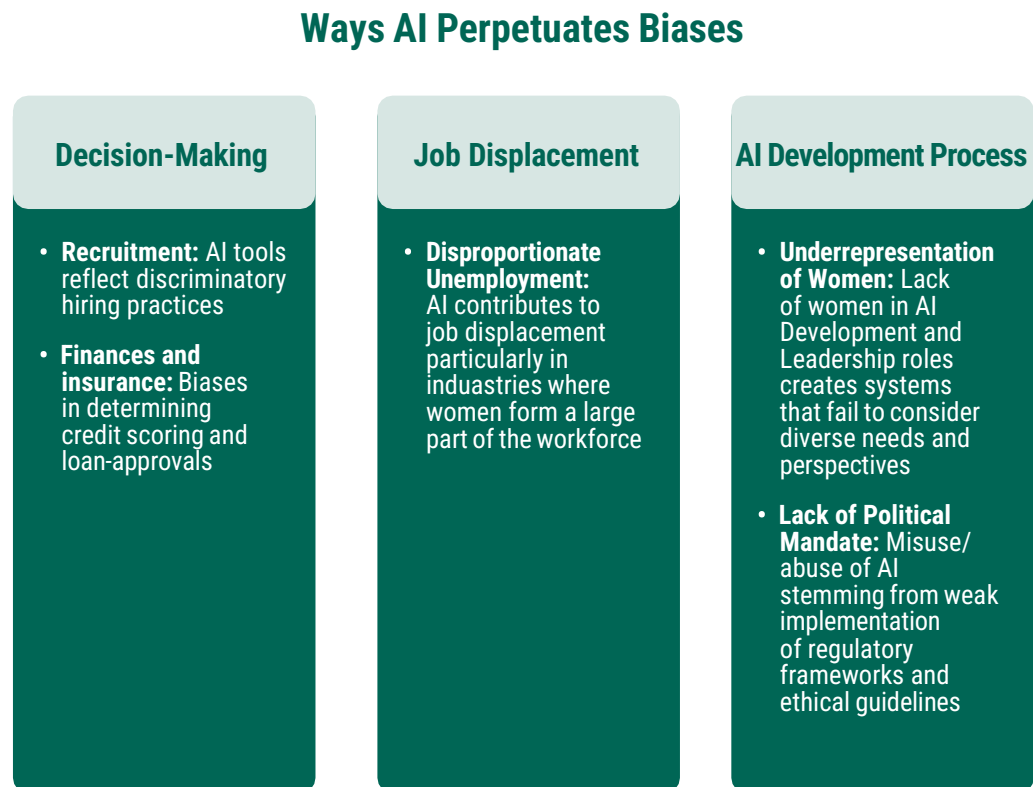 Ways AI Perpetuates Biases
Decision-Making
• Recruitment: AI tools
reflect discriminatory
hiring practices
• Finances and
insurance: Biases
in determining
credit scoring and
loan-approvals
Job Displacement
• Disproportionate
Unemployment:
AI contributes to
job displacement
particularly in
induastries where
women form a large
part of the workforce
AI Development Process
• Underrepresentation
of Women: Lack
of women in AI
Development and
Leadership roles
creates systems
that fail to consider
diverse needs and
perspectives
• Lack of Political
Mandate: Misuse/
abuse of AI
stemming from weak
implementation
of regulatory
frameworks and
ethical guidelines